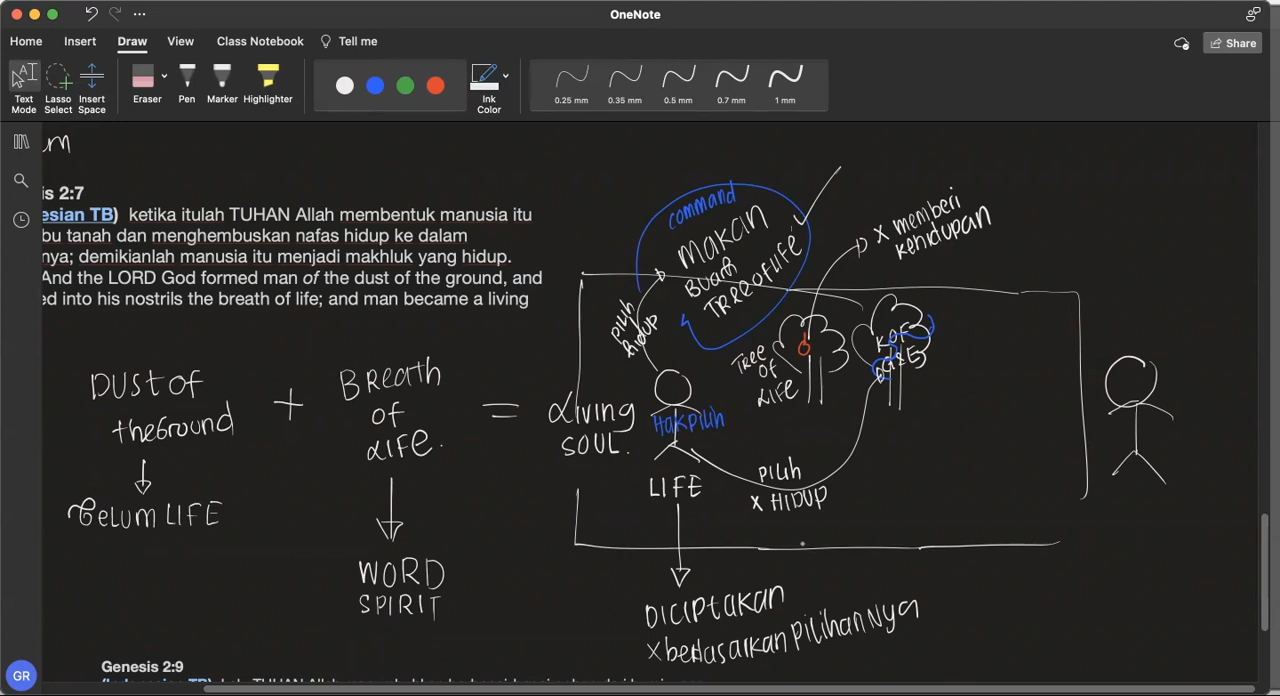 OneNote
Home Insert Draw View Class Notebook Tell me
Share
Text Mode
Lasso Select
Insert Space
Eraser
Pen
Marker
Highlighter
Ink Color
0.25 mm
0.35 mm
0.5 mm
0.7 mm
1 mm
m
is 2:7
esian TB) ketika itulah TUHAN Allah membentuk manusia itu
bu tanah dan menghembuskan nafas hidup ke dalam
nya; demikianlah manusia itu menjadi makhluk yang hidup.
And the LORD God formed man of the dust of the ground, and
ed into his nostrils the breath of life; and man became a living
command
MAKAN
BUAH
TREE OF LIFE
X memberi
kehidupan
PILIH
HIDUP
TREE
OF
LIFE
K OF
G&E
Hak pilih
LIFE
PILIH
X HIDUP
DUST OF
the Ground
+
BReath
OF
LIFE.
=
Living
SOUL.
Belum LIFE
WORD
SPIRIT
DICIPTAKAN
X berdasarkan pilihanNya
Genesis 2:9
GR